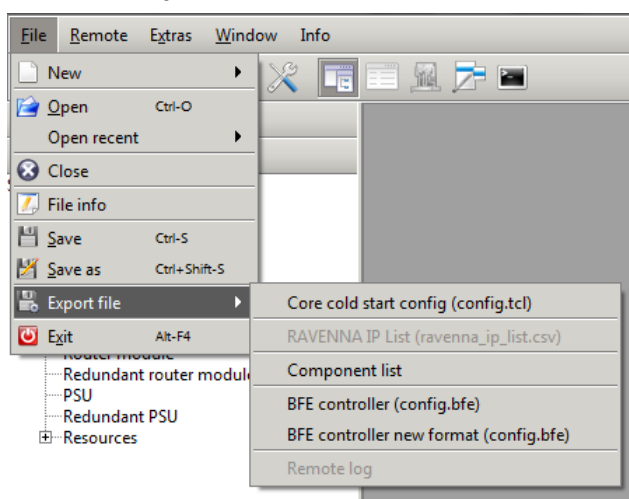 File Remote Extras Window Info
New
Open Ctrl-O
Open recent
Close
File info
Save Ctrl-S
Save as Ctrl+Shift-S
Export file
Exit Alt-F4
Core cold start config (config.tcl)
RAVENNA IP List (ravenna_ip_list.csv)
Component list
BFE controller (config.bfe)
BFE controller new format (config.bfe)
Remote log
Router module
Redundant router module
PSU
Redundant PSU
Resources